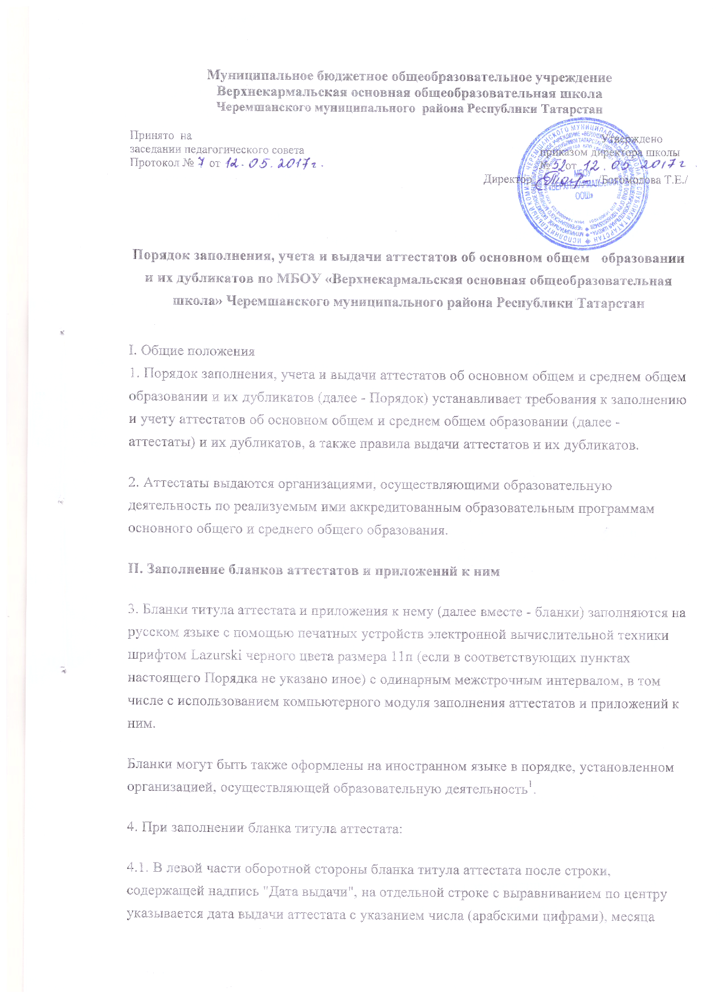 Муниципальное бюджетное общеобразовательное учреждение
Верхнекармальская основная общеобразовательная школа
Черемшанского муниципального района Республики Татарстан
Принято на
заседании педагогического совета
Протокол № 7 от 12. 05. 2017 г.
Утверждено
приказом директора школы
№ 52 от 12. 05 2017 г
Директор /Богомолова Т.Е./
МБОУ
«ВЕРХНЕКАРМАЛЬСКАЯ
ООШ»
Порядок заполнения, учета и выдачи аттестатов об основном общем образовании
и их дубликатов по МБОУ «Верхнекармальская основная общеобразовательная
школа» Черемшанского муниципального района Республики Татарстан
I. Общие положения
1. Порядок заполнения, учета и выдачи аттестатов об основном общем и среднем общем
образовании и их дубликатов (далее - Порядок) устанавливает требования к заполнению
и учету аттестатов об основном общем и среднем общем образовании (далее -
аттестаты) и их дубликатов, а также правила выдачи аттестатов и их дубликатов.
2. Аттестаты выдаются организациями, осуществляющими образовательную
деятельность по реализуемым ими аккредитованным образовательным программам
основного общего и среднего общего образования.
II. Заполнение бланков аттестатов и приложений к ним
3. Бланки титула аттестата и приложения к нему (далее вместе - бланки) заполняются на
русском языке с помощью печатных устройств электронной вычислительной техники
шрифтом Lazurski черного цвета размера 11п (если в соответствующих пунктах
настоящего Порядка не указано иное) с одинарным межстрочным интервалом, в том
числе с использованием компьютерного модуля заполнения аттестатов и приложений к
ним.
Бланки могут быть также оформлены на иностранном языке в порядке, установленном
организацией, осуществляющей образовательную деятельность¹.
4. При заполнении бланка титула аттестата:
4.1. В левой части оборотной стороны бланка титула аттестата после строки,
содержащей надпись "Дата выдачи", на отдельной строке с выравниванием по центру
указывается дата выдачи аттестата с указанием числа (арабскими цифрами), месяца